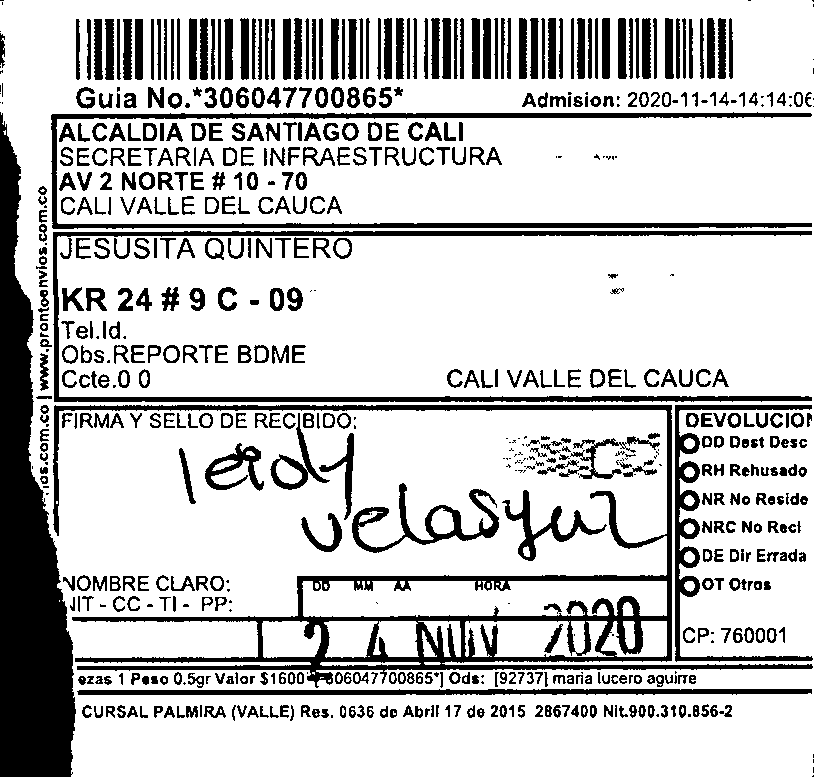 Guia No.*306047700865*
Admision: 2020-11-14-14:14:06
ALCALDIA DE SANTIAGO DE CALI
SECRETARIA DE INFRAESTRUCTURA
AV 2 NORTE # 10 - 70
CALI VALLE DEL CAUCA
www.prontoenvios.com.co
JESUSITA QUINTERO
KR 24 # 9 C - 09
Tel.Id.
Obs.REPORTE BDME
Ccte.0 0
CALI VALLE DEL CAUCA
FIRMA Y SELLO DE RECIBIDO:
leidy
velasquez
DEVOLUCION
DD Dest Desc
RH Rehusado
NR No Reside
NRC No Recl
DE Dir Errada
OT Otros
NOMBRE CLARO:
NIT - CC - TI - PP:
DD MM AA HORA
24 NOV 2020
CP: 760001
ezas 1 Peso 0.5gr Valor $1600 [*306047700865*] Ods: [92737] maria lucero aguirre
CURSAL PALMIRA (VALLE) Res. 0636 de Abril 17 de 2015 2867400 Nit.900.310.856-2